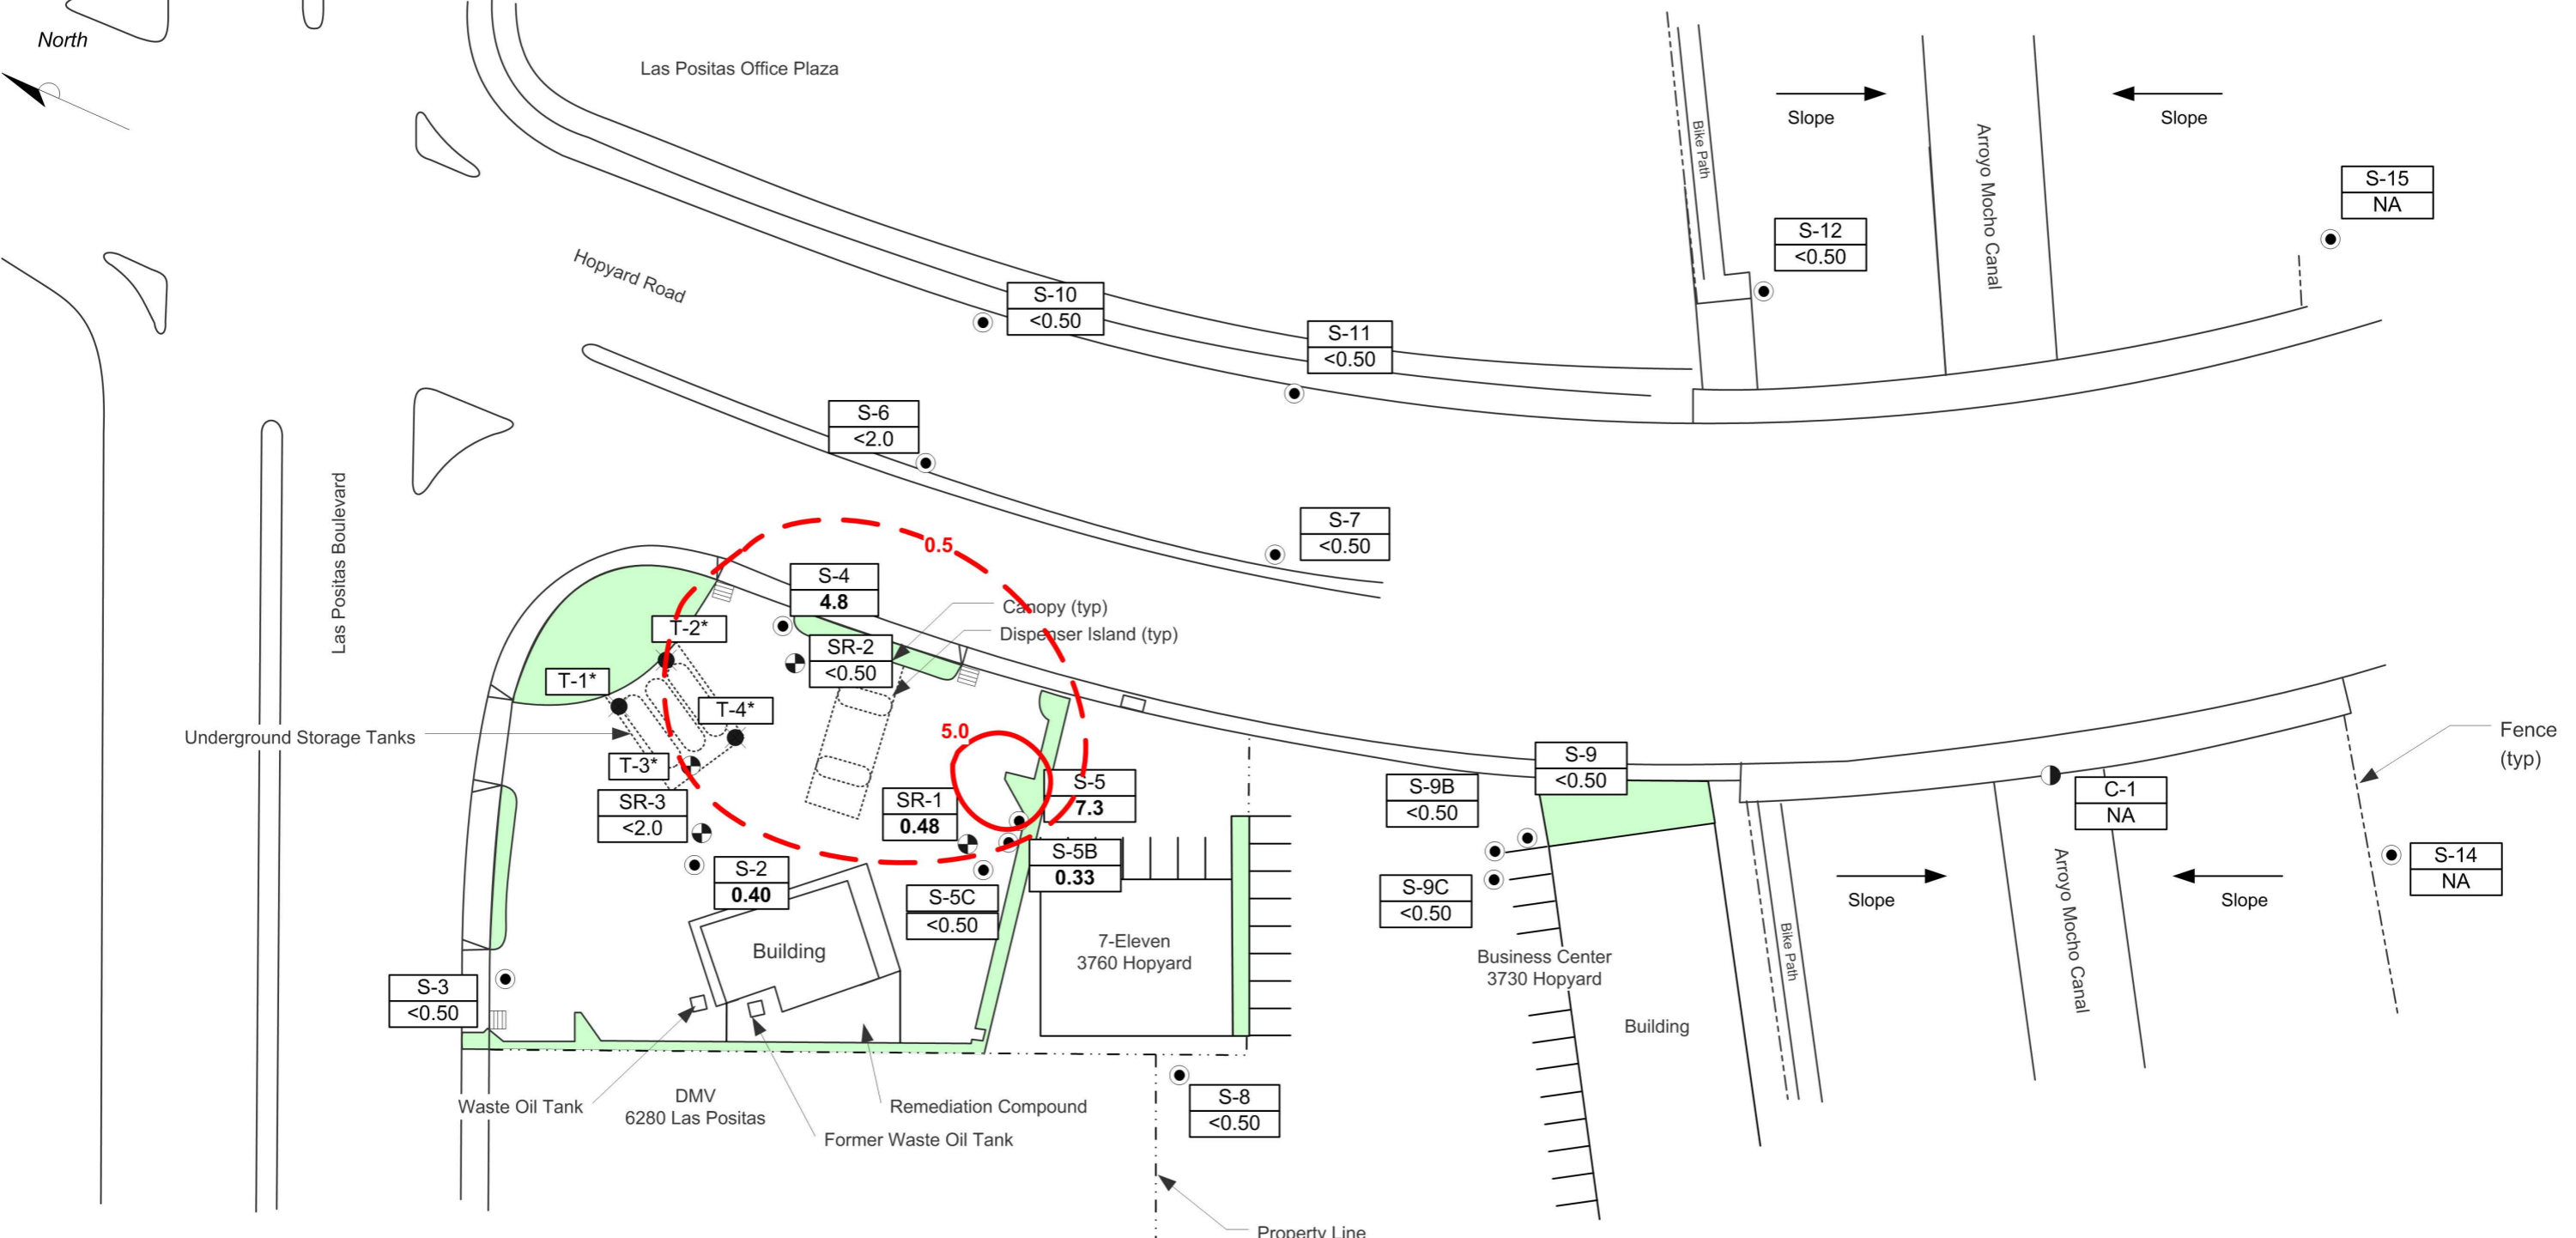 North
Las Positas Office Plaza
Slope
Slope
Bike Path
Arroyo Mocho Canal
S-15
NA
S-12
<0.50
Hopyard Road
S-10
<0.50
S-11
<0.50
S-6
<2.0
Las Positas Boulevard
S-7
<0.50
0.5
S-4
4.8
Canopy (typ)
T-2*
Dispenser Island (typ)
SR-2
<0.50
T-1*
T-4*
5.0
Underground Storage Tanks
Fence
(typ)
T-3*
S-9
<0.50
S-5
7.3
S-9B
<0.50
C-1
NA
SR-3
<2.0
SR-1
0.48
S-5B
0.33
S-14
NA
S-2
0.40
S-5C
<0.50
S-9C
<0.50
Slope
Slope
7-Eleven
3760 Hopyard
Building
Business Center
3730 Hopyard
Bike Path
Arroyo Mocho Canal
S-3
<0.50
Building
Waste Oil Tank
DMV
6280 Las Positas
Remediation Compound
Former Waste Oil Tank
S-8
<0.50
Property Line